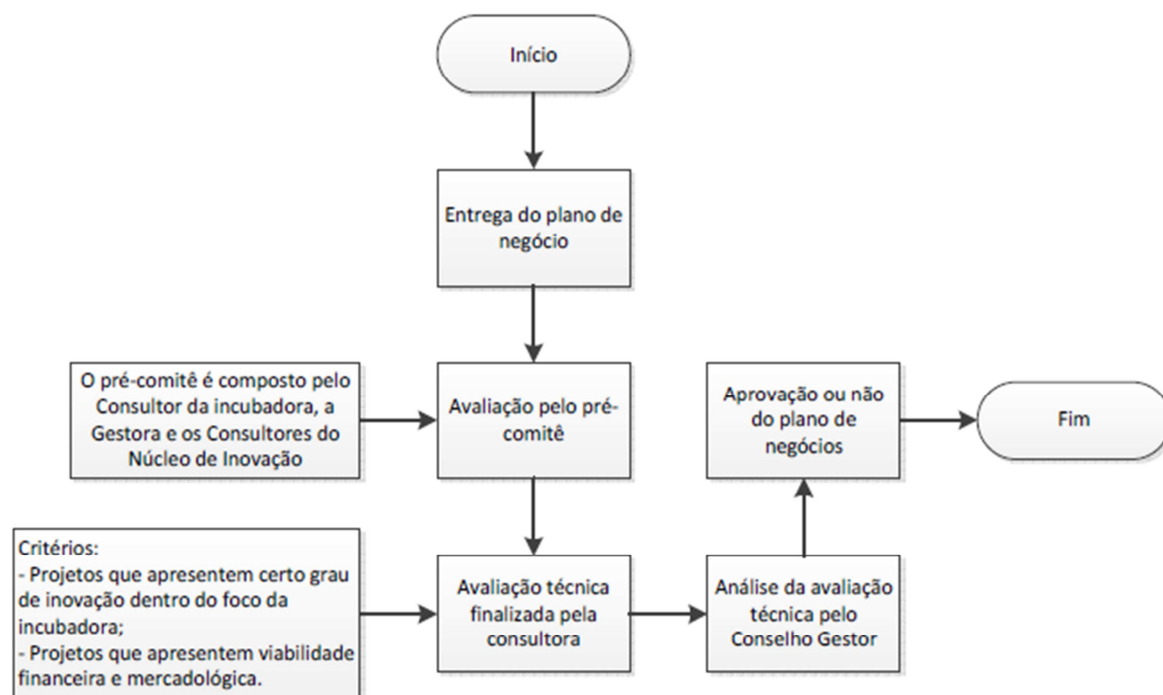 Início
Entrega do plano de
negócio
O pré-comitê é composto pelo
Consultor da incubadora, a
Gestora e os Consultores do
Núcleo de Inovação
Avaliação pelo pré-
comitê
Aprovação ou não
do plano de
negócios
Fim
Critérios:
- Projetos que apresentem certo grau
de inovação dentro do foco da
incubadora;
- Projetos que apresentem viabilidade
financeira e mercadológica.
Avaliação técnica
finalizada pela
consultora
Análise da avaliação
técnica pelo
Conselho Gestor